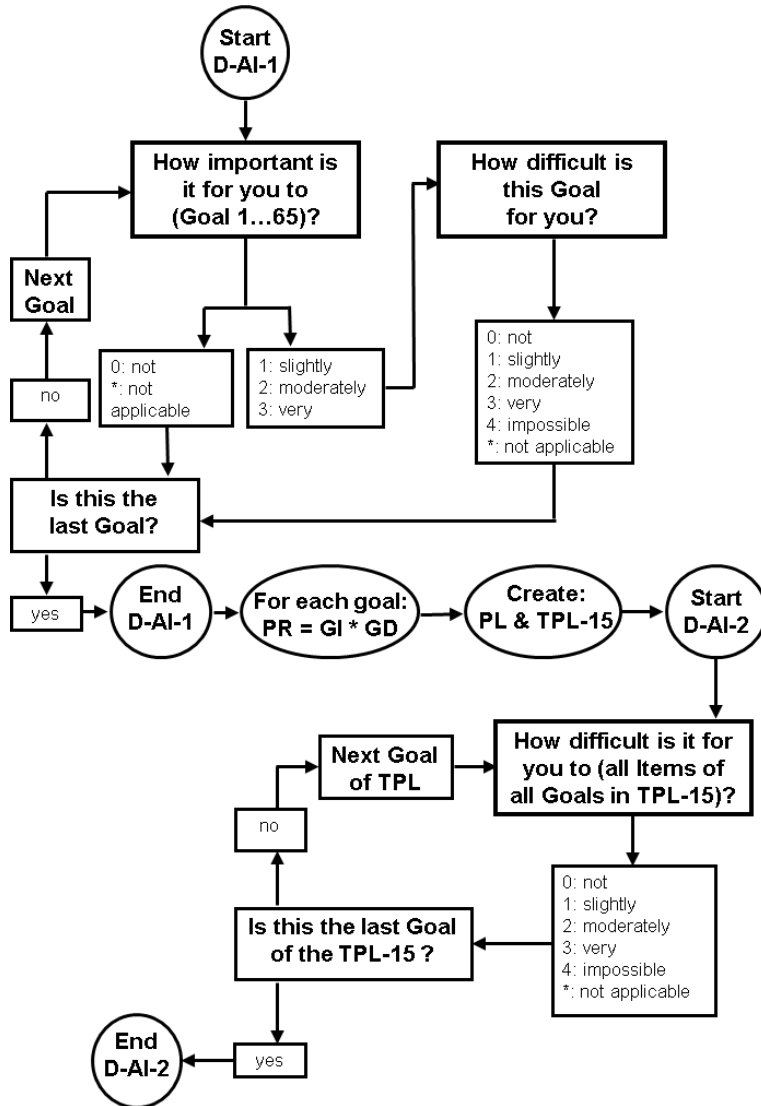 Start
D-AI-1
How important is
it for you to
(Goal 1…65)?
How difficult is
this Goal
for you?
Next
Goal
no
0: not
*: not
applicable
1: slightly
2: moderately
3: very
0: not
1: slightly
2: moderately
3: very
4: impossible
*: not applicable
Is this the
last Goal?
yes
End
D-AI-1
For each goal:
PR = GI * GD
Create:
PL & TPL-15
Start
D-AI-2
Next Goal
of TPL
How difficult is it for
you to (all Items of
all Goals in TPL-15)?
no
0: not
1: slightly
2: moderately
3: very
4: impossible
*: not applicable
Is this the last Goal
of the TPL-15 ?
yes
End
D-AI-2